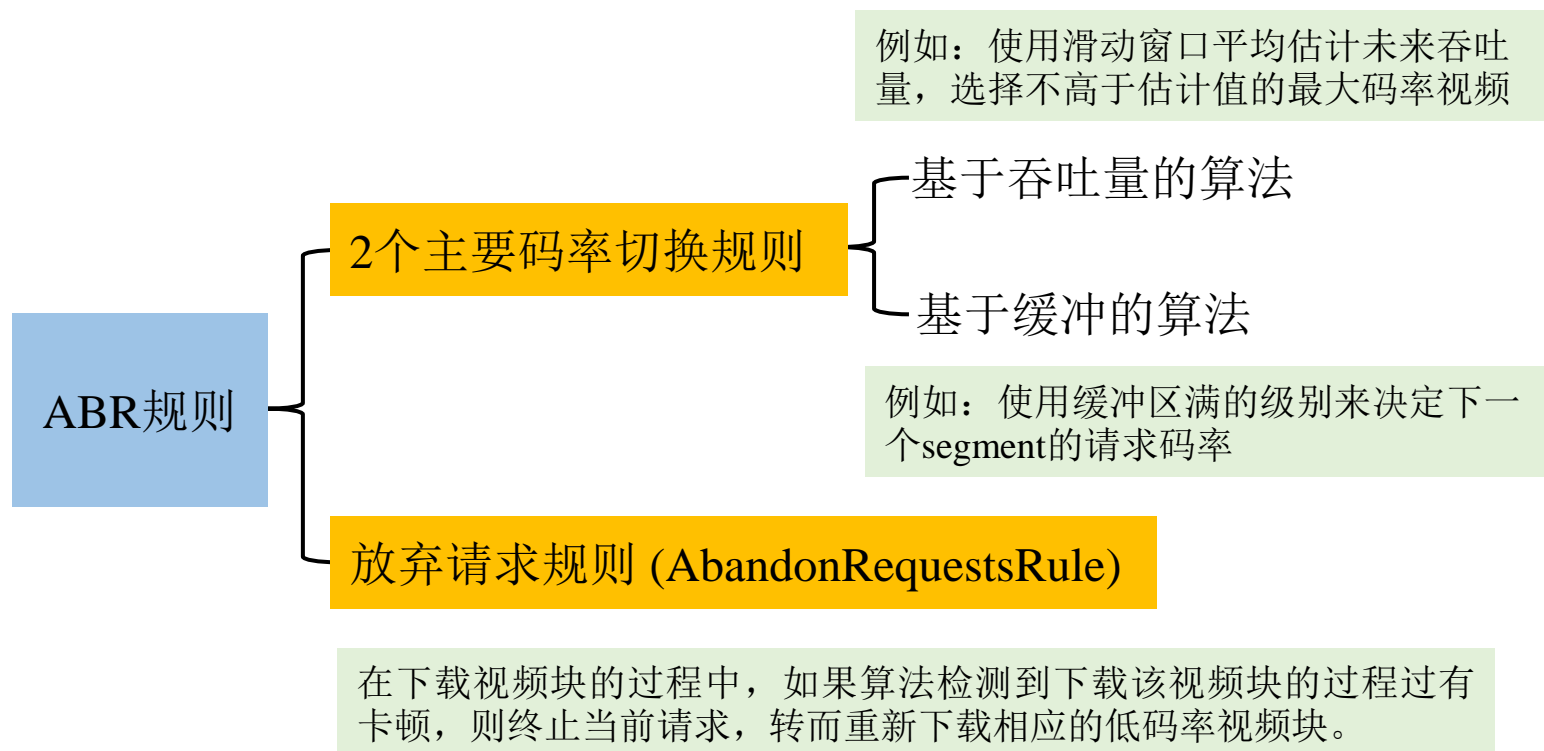 例如：使用滑动窗口平均估计未来吞吐
量，选择不高于估计值的最大码率视频
基于吞吐量的算法
2个主要码率切换规则
基于缓冲的算法
ABR规则
例如：使用缓冲区满的级别来决定下一
个segment的请求码率
放弃请求规则 (AbandonRequestsRule)
在下载视频块的过程中，如果算法检测到下载该视频块的过程过有
卡顿，则终止当前请求，转而重新下载相应的低码率视频块。